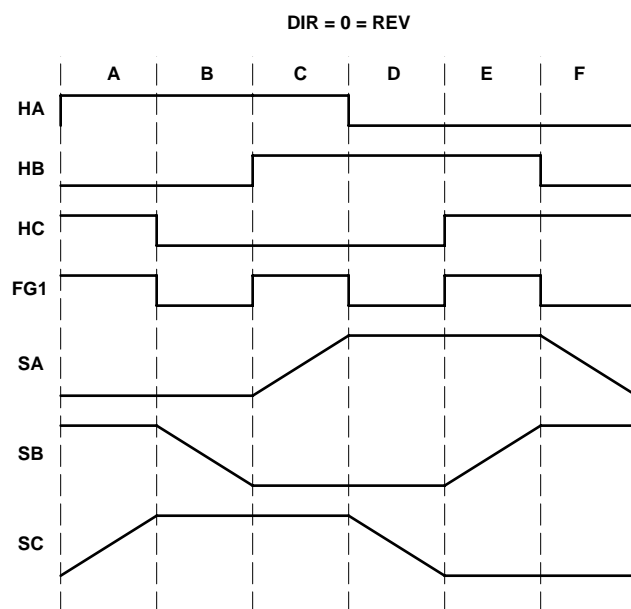 DIR = 0 = REV
A B C D E F
HA
HB
HC
FG1
SA
SB
SC